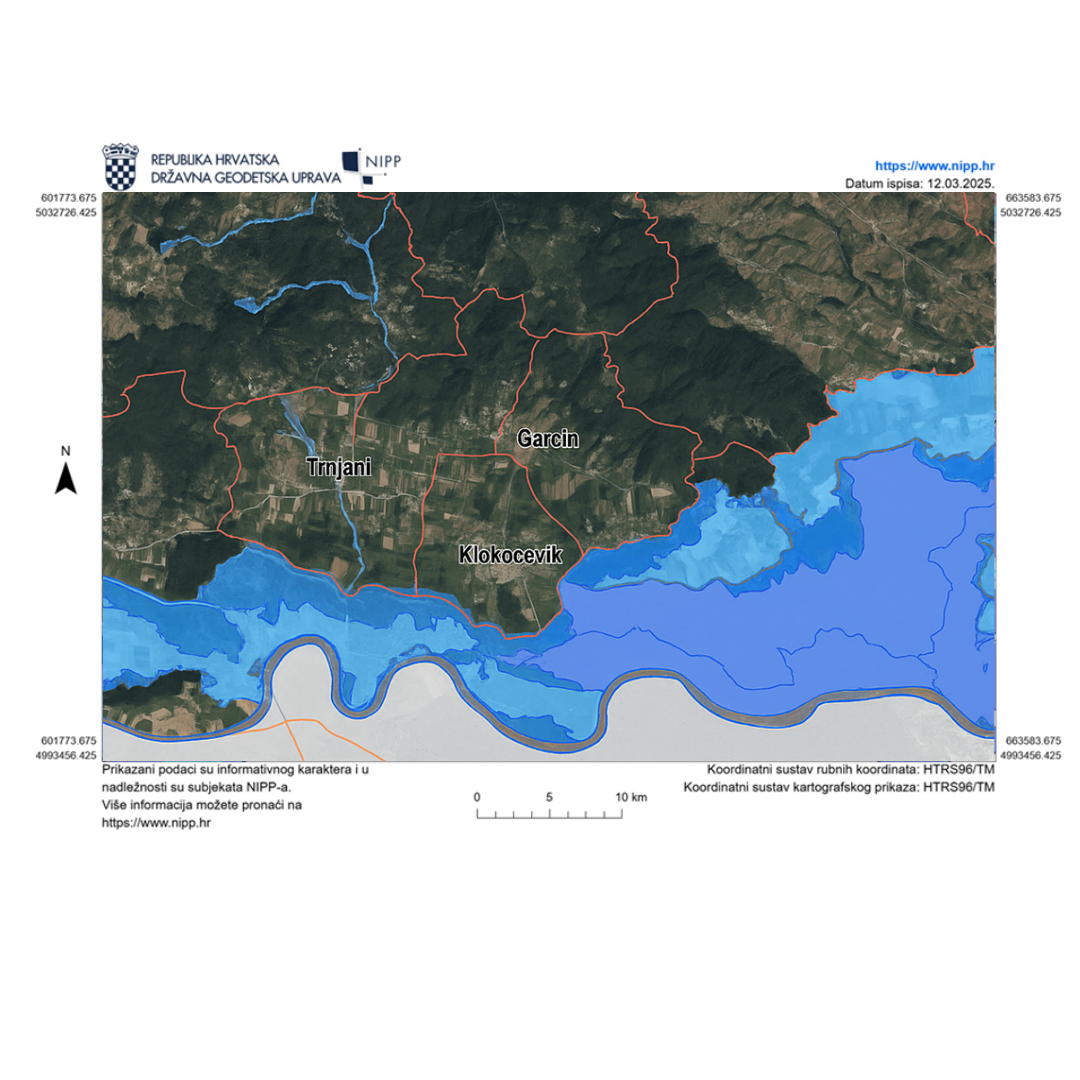 REPUBLIKA HRVATSKA
DRŽAVNA GEODETSKA UPRAVA
NIPP
https://www.nipp.hr
Datum ispisa: 12.03.2025.
601773.675
5032726.425
663583.675
5032726.425
N
Garcin
Trnjani
Klokocevik
601773.675
4993456.425
663583.675
4993456.425
Prikazani podaci su informativnog karaktera i u
nadležnosti su subjekata NIPP-a.
Više informacija možete pronaći na
https://www.nipp.hr
0 5 10 km
Koordinatni sustav rubnih koordinata: HTRS96/TM
Koordinatni sustav kartografskog prikaza: HTRS96/TM